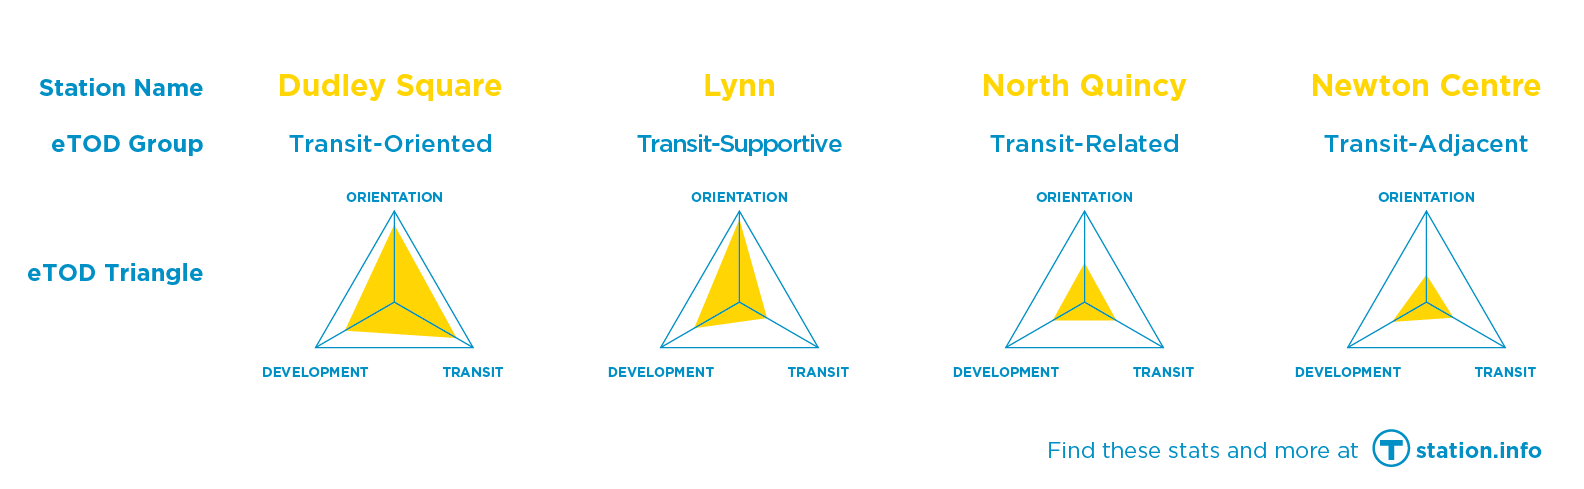 Station Name Dudley Square Lynn North Quincy Newton Centre
eTOD Group Transit-Oriented Transit-Supportive Transit-Related Transit-Adjacent
ORIENTATION ORIENTATION ORIENTATION ORIENTATION
eTOD Triangle
DEVELOPMENT TRANSIT DEVELOPMENT TRANSIT DEVELOPMENT TRANSIT DEVELOPMENT TRANSIT
Find these stats and more at T station.info